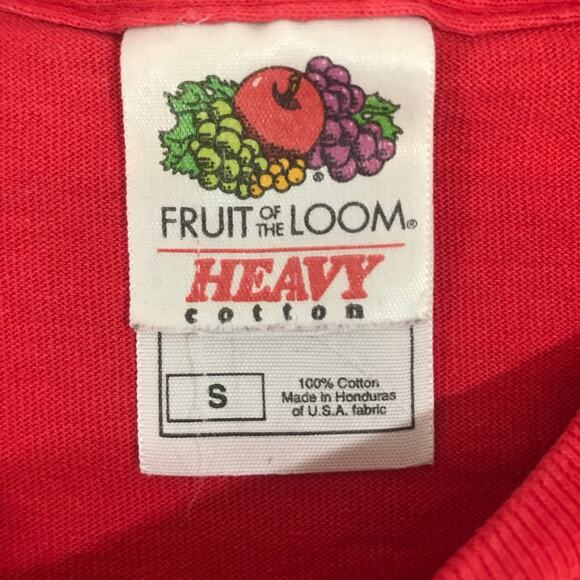 FRUIT OF THE LOOM®
HEAVY
cotton
S
100% Cotton
Made in Honduras
of U.S.A. fabric